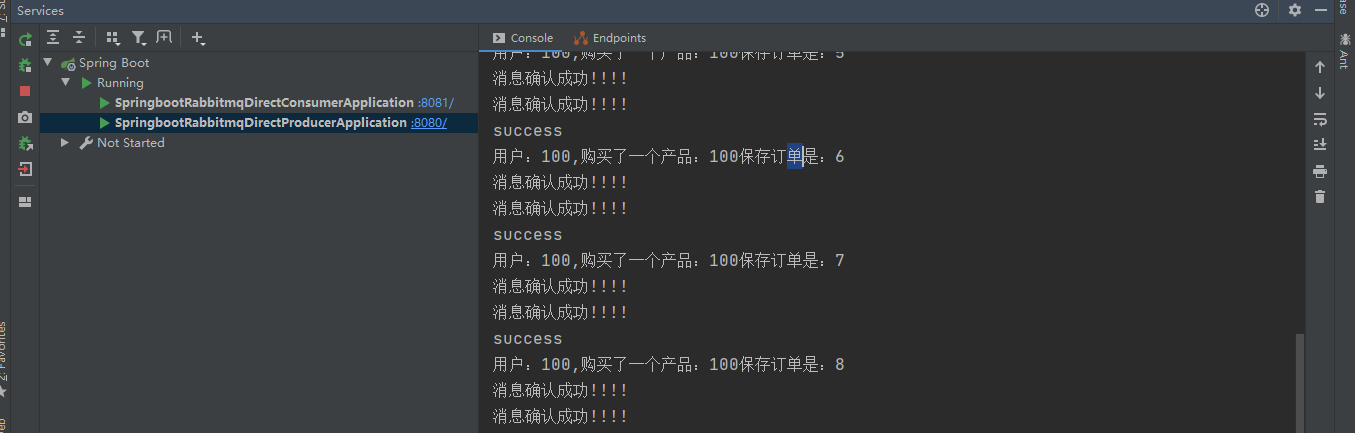 Services
Spring Boot
Running
SpringbootRabbitmqDirectConsumerApplication :8081/
SpringbootRabbitmqDirectProducerApplication :8080/
Not Started
Console
Endpoints
用户：100,购买了一个产品：100保存订单是：5
消息确认成功!!!!
消息确认成功!!!!
success
用户：100,购买了一个产品：100保存订单是：6
消息确认成功!!!!
消息确认成功!!!!
success
用户：100,购买了一个产品：100保存订单是：7
消息确认成功!!!!
消息确认成功!!!!
success
用户：100,购买了一个产品：100保存订单是：8
消息确认成功!!!!
消息确认成功!!!!
Ant
2: Favorites